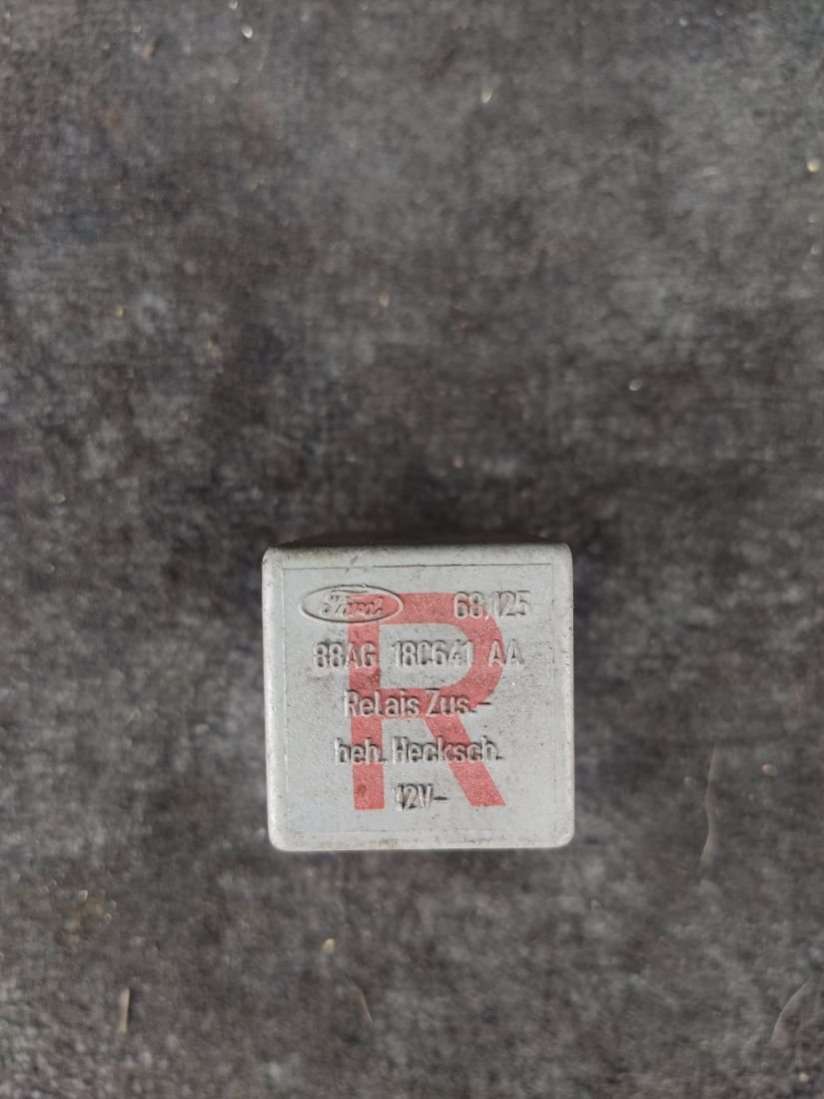 Ford 68/125
88AG 18C641 AA
Relais Zus.-
beh. Hecksch.
12V-
R